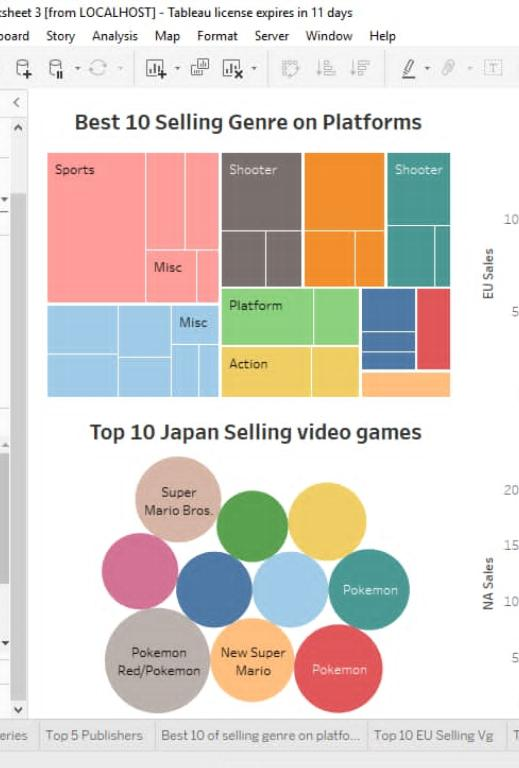 ksheet 3 [from LOCALHOST] - Tableau license expires in 11 days
board Story Analysis Map Format Server Window Help
T
Best 10 Selling Genre on Platforms
Sports
Shooter
Shooter
Misc
Misc
Platform
Action
10
5
EU Sales
Top 10 Japan Selling video games
Super
Mario Bros.
Pokemon
Pokemon
Red/Pokemon
New Super
Mario
Pokemon
20
15
10
5
NA Sales
eries Top 5 Publishers Best 10 of selling genre on platfo... Top 10 EU Selling Vg T